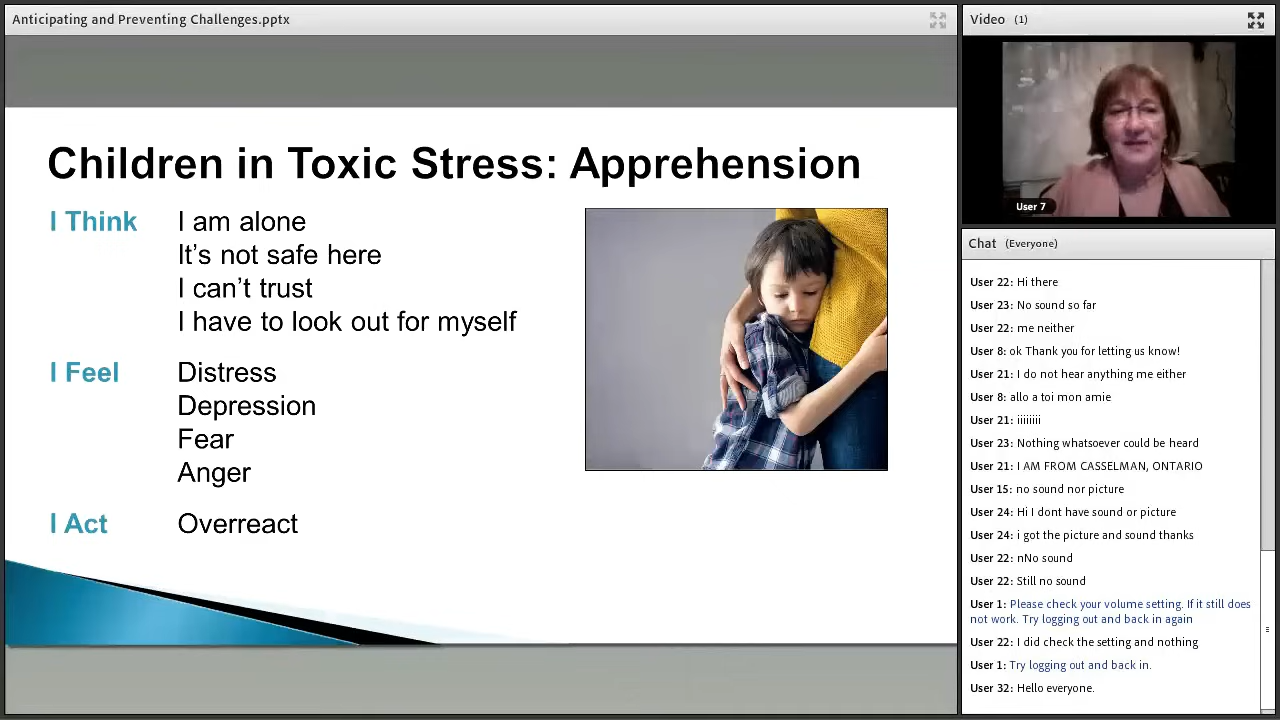 Anticipating and Preventing Challenges.pptx
Children in Toxic Stress: Apprehension
I Think I am alone
It's not safe here
I can't trust
I have to look out for myself
I Feel Distress
Depression
Fear
Anger
I Act Overreact
Video (1)
User 7
Chat (Everyone)
User 22: Hi there
User 23: No sound so far
User 22: me neither
User 8: ok Thank you for letting us know!
User 21: I do not hear anything me either
User 8: allo a toi mon amie
User 21: iiiiiiii
User 23: Nothing whatsoever could be heard
User 21: I AM FROM CASSELMAN, ONTARIO
User 15: no sound nor picture
User 24: Hi I dont have sound or picture
User 24: i got the picture and sound thanks
User 22: nNo sound
User 22: Still no sound
User 1: Please check your volume setting. If it still does
not work. Try logging out and back in again
User 22: I did check the setting and nothing
User 1: Try logging out and back in.
User 32: Hello everyone.